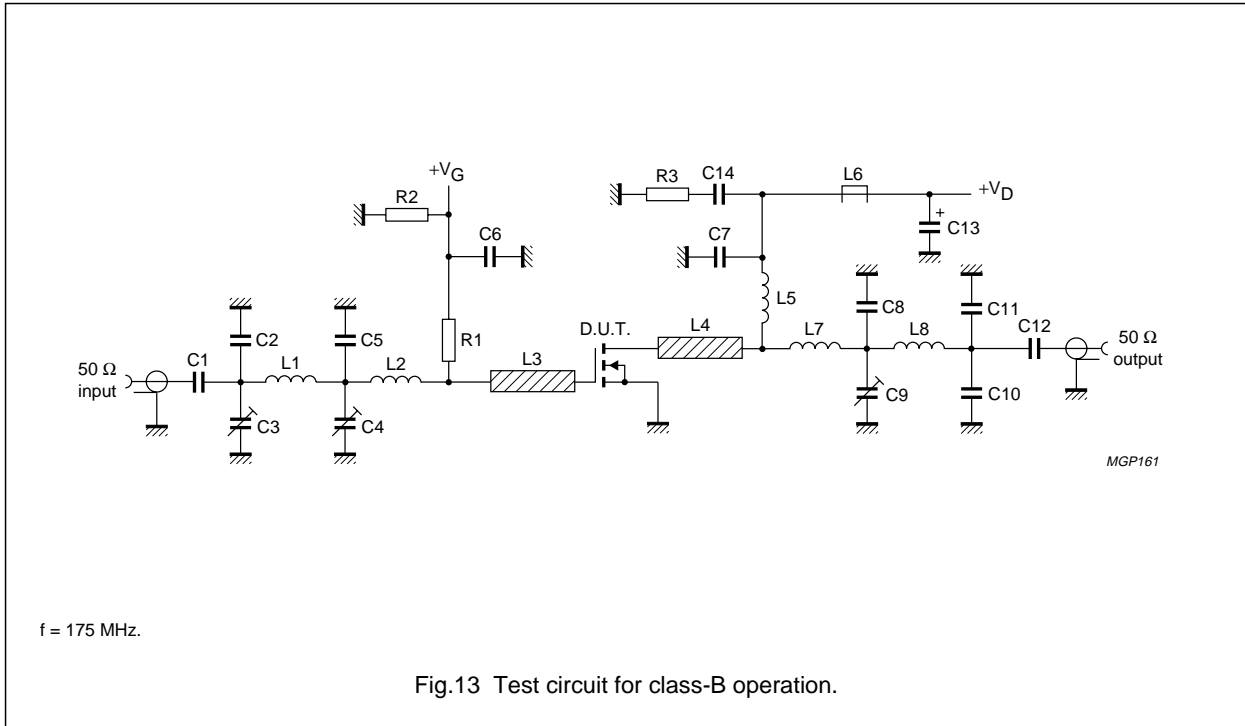 +VG
R2
C6
R1
R3
C14
L6
+VD
C13
C7
L5
C2
C5
C8
C11
50 Ω
input
C1
L1
L2
L3
D.U.T.
L4
L7
L8
C12
50 Ω
output
C3
C4
C9
C10
MGP161
f = 175 MHz.
Fig.13 Test circuit for class-B operation.